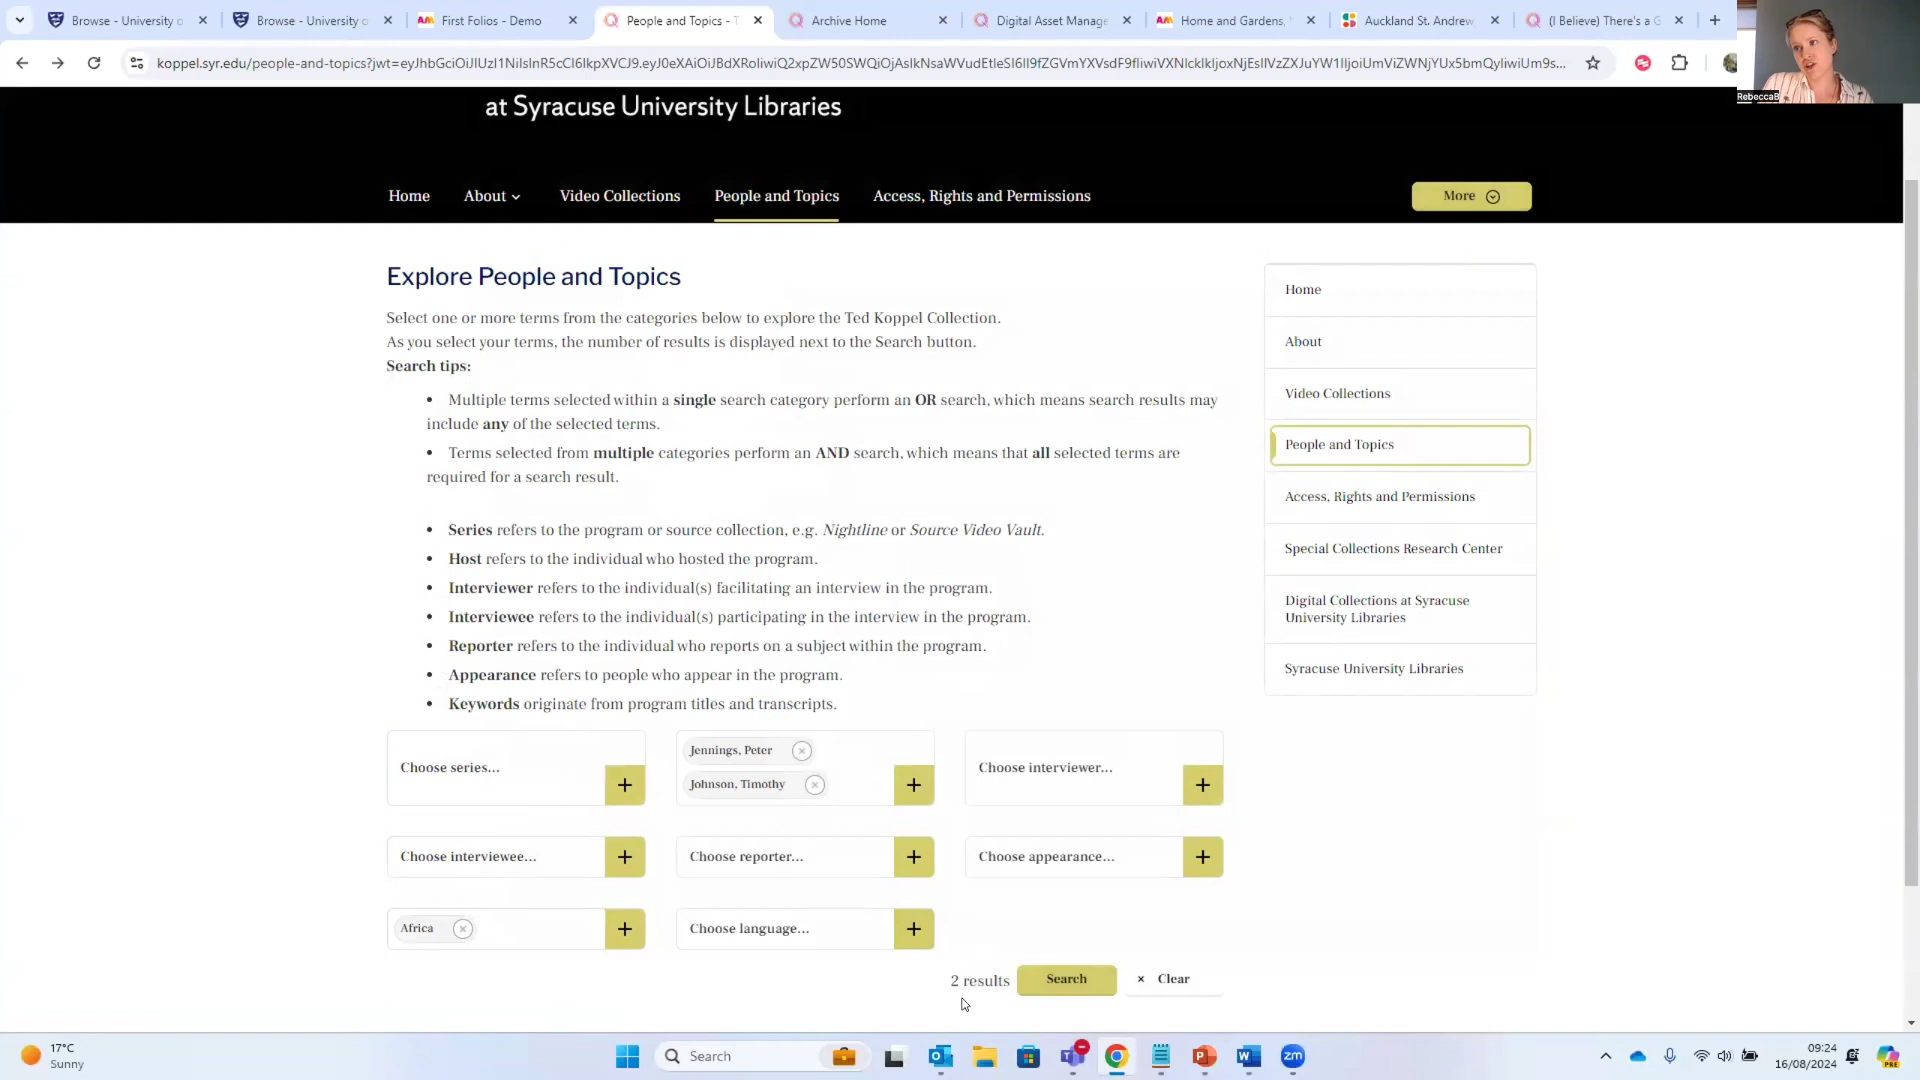 Browse - University o
Browse - University o
First Folios - Demo
People and Topics - T
Archive Home
Digital Asset Manage
Home and Gardens,
Auckland St. Andrew
(I Believe) There's a G
RebeccaB
at Syracuse University Libraries
Home
About
Video Collections
People and Topics
Access, Rights and Permissions
More
Explore People and Topics
Select one or more terms from the categories below to explore the Ted Koppel Collection.
As you select your terms, the number of results is displayed next to the Search button.
Search tips:
• Multiple terms selected within a single search category perform an OR search, which means search results may
include any of the selected terms.
• Terms selected from multiple categories perform an AND search, which means that all selected terms are
required for a search result.
• Series refers to the program or source collection, e.g. Nightline or Source Video Vault.
• Host refers to the individual who hosted the program.
• Interviewer refers to the individual(s) facilitating an interview in the program.
• Interviewee refers to the individual(s) participating in the interview in the program.
• Reporter refers to the individual who reports on a subject within the program.
• Appearance refers to people who appear in the program.
• Keywords originate from program titles and transcripts.
Choose series...
Jennings, Peter
Johnson, Timothy
Choose interviewer...
Choose interviewee...
Choose reporter...
Choose appearance...
Africa
Choose language...
2 results
Search
× Clear
Home
About
Video Collections
People and Topics
Access, Rights and Permissions
Special Collections Research Center
Digital Collections at Syracuse
University Libraries
Syracuse University Libraries
17°C
Sunny
Search
zm
09:24
16/08/2024